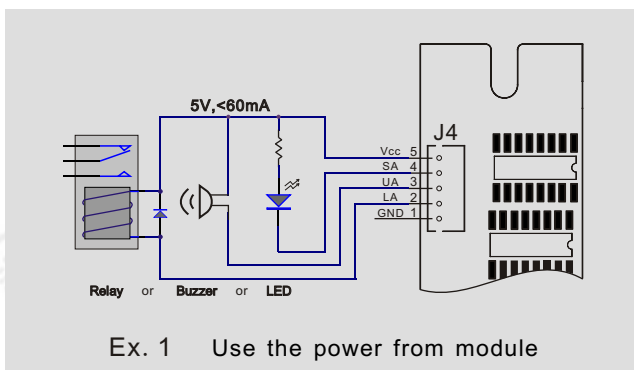 5V,<60mA
J4
Vcc 5
SA 4
UA 3
LA 2
GND 1
Relay or Buzzer or LED
Ex. 1 Use the power from module